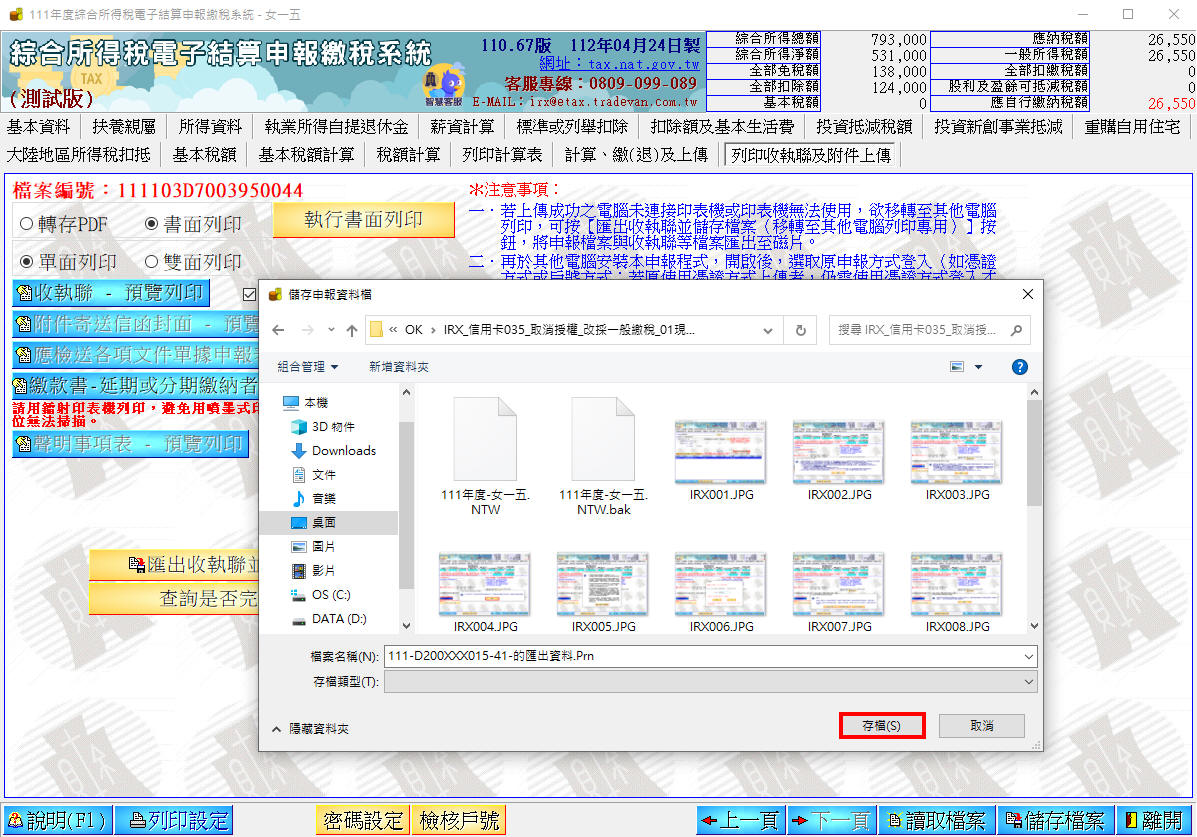 111年度綜合所得稅電子結算申報繳稅系統 - 女一五
綜合所得稅電子結算申報繳稅系統
TAX
(測試版)
智慧客服
110.67版 112年04月24日製
網址：tax.nat.gov.tw
客服專線：0809-099-089
E-MAIL：irx@etax.tradevan.com.tw
綜合所得總額 793,000 應納稅額 26,550
綜合所得淨額 531,000 一般所得稅額 26,550
全部免稅額 138,000 全部扣繳稅額 0
全部扣除額 124,000 股利及盈餘可抵減稅額 0
基本稅額 0 應自行繳納稅額 26,550
基本資料 扶養親屬 所得資料 執業所得自提退休金 薪資計算 標準或列舉扣除 扣除額及基本生活費 投資抵減稅額 投資新創事業抵減 重購自用住宅
大陸地區所得稅扣抵 基本稅額 基本稅額計算 稅額計算 列印計算表 計算、繳(退)及上傳 列印收執聯及附件上傳
檔案編號：111103D7003950044
轉存PDF 書面列印 執行書面列印
單面列印 雙面列印
※注意事項：
一．若上傳成功之電腦未連接印表機或印表機無法使用，欲移轉至其他電腦
列印，可按［匯出收執聯並儲存檔案（移轉至其他電腦列印專用）］按
鈕，將申報檔案與收執聯等檔案匯出至磁片。
二．再於其他電腦安裝本申報程式，開啟後，選取原申報方式登入（如憑證
方式或戶號方式；若原使用憑證方式上傳者，仍需使用憑證方式登入才
收執聯 - 預覽列印
附件寄送信函封面 - 預覽
應檢送各項文件單據申報
繳款書-延期或分期繳納者
請用鐳射印表機列印，避免用噴墨式印
位無法掃描。
聲明事項表 - 預覽列印
匯出收執聯並
查詢是否完
儲存申報資料檔
« OK › IRX_信用卡035_取消授權_改採一般繳稅_01現...
搜尋 IRX_信用卡035_取消授...
組合管理 新增資料夾
本機
3D 物件
Downloads
文件
音樂
桌面
圖片
影片
OS (C:)
DATA (D:)
111年度-女一五.
NTW
111年度-女一五.
NTW.bak
IRX001.JPG
IRX002.JPG
IRX003.JPG
IRX004.JPG
IRX005.JPG
IRX006.JPG
IRX007.JPG
IRX008.JPG
檔案名稱(N): 111-D200XXX015-41-的匯出資料.Prn
存檔類型(T):
隱藏資料夾
存檔(S) 取消
說明(F1) 列印設定 密碼設定 檢核戶號 上一頁 下一頁 讀取檔案 儲存檔案 離開